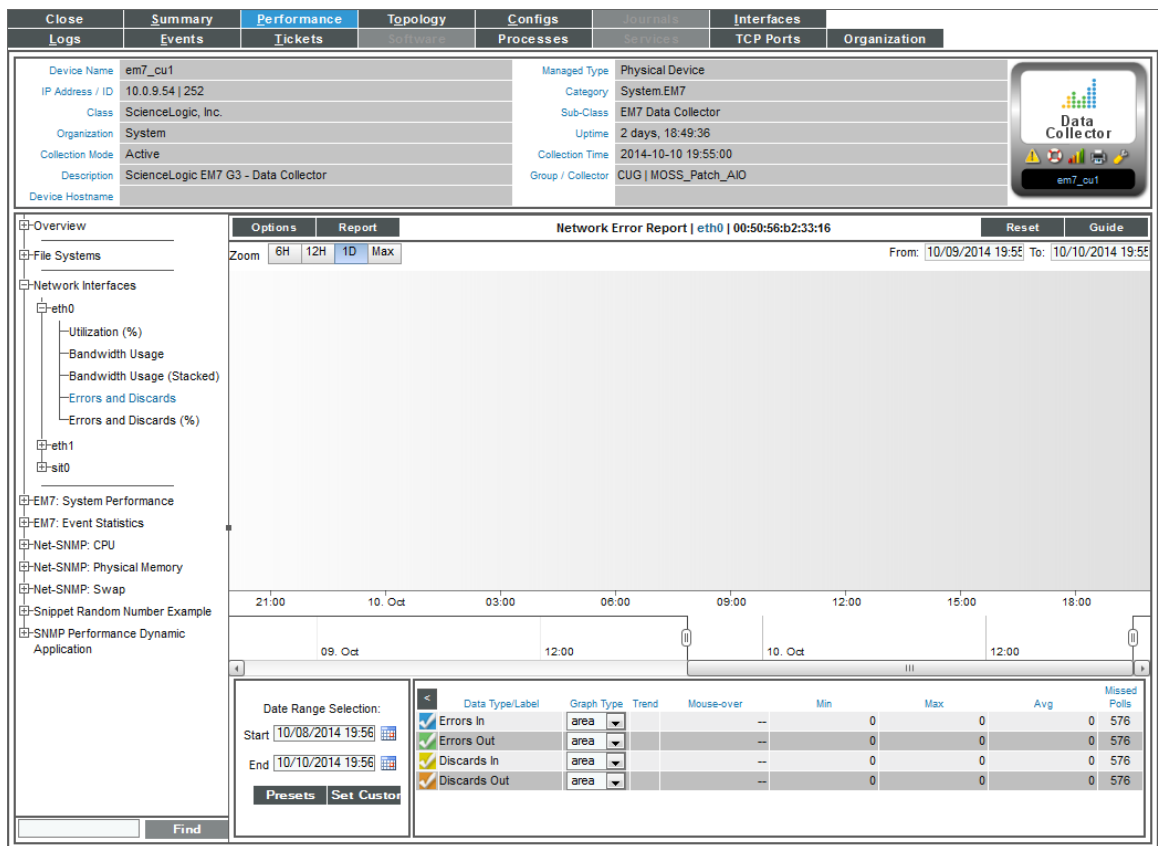 Close Summary Performance Topology Configs Journals Interfaces
Logs Events Tickets Software Processes Services TCP Ports Organization
Device Name em7_cu1 Managed Type Physical Device
IP Address / ID 10.0.9.54 | 252 Category System.EM7
Class ScienceLogic, Inc. Sub-Class EM7 Data Collector
Organization System Uptime 2 days, 18:49:36
Collection Mode Active Collection Time 2014-10-10 19:55:00
Description ScienceLogic EM7 G3 - Data Collector Group / Collector CUG | MOSS_Patch_AIO
Device Hostname
Data
Collector
em7_cu1
Overview
File Systems
Network Interfaces
eth0
Utilization (%)
Bandwidth Usage
Bandwidth Usage (Stacked)
Errors and Discards
Errors and Discards (%)
eth1
sit0
EM7: System Performance
EM7: Event Statistics
Net-SNMP: CPU
Net-SNMP: Physical Memory
Net-SNMP: Swap
Snippet Random Number Example
SNMP Performance Dynamic
Application
Find
Options Report Network Error Report | eth0 | 00:50:56:b2:33:16 Reset Guide
Zoom 6H 12H 1D Max From: 10/09/2014 19:55 To: 10/10/2014 19:55
21:00 10. Oct 03:00 06:00 09:00 12:00 15:00 18:00
09. Oct 12:00 10. Oct 12:00
Date Range Selection:
Start 10/08/2014 19:56
End 10/10/2014 19:56
Presets Set Custor
< Data Type/Label Graph Type Trend Mouse-over Min Max Avg Missed Polls
Errors In area -- 0 0 0 576
Errors Out area -- 0 0 0 576
Discards In area -- 0 0 0 576
Discards Out area -- 0 0 0 576